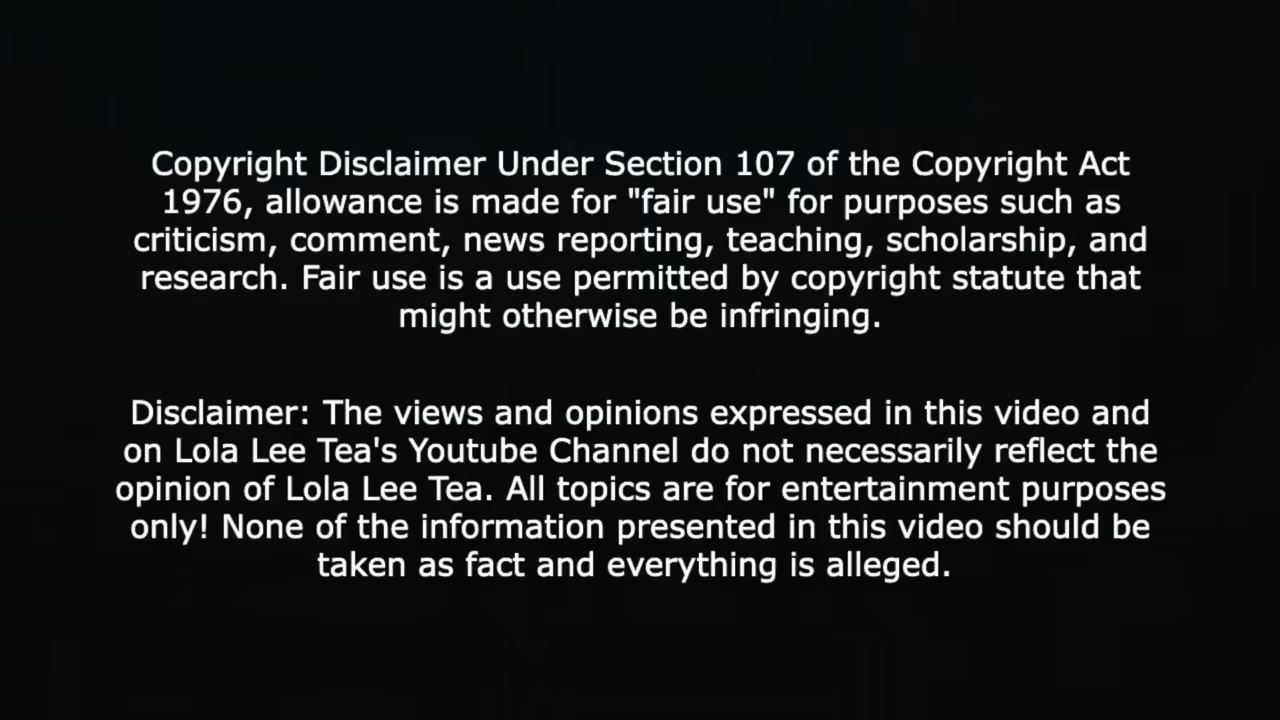 Copyright Disclaimer Under Section 107 of the Copyright Act
1976, allowance is made for "fair use" for purposes such as
criticism, comment, news reporting, teaching, scholarship, and
research. Fair use is a use permitted by copyright statute that
might otherwise be infringing.
Disclaimer: The views and opinions expressed in this video and
on Lola Lee Tea's Youtube Channel do not necessarily reflect the
opinion of Lola Lee Tea. All topics are for entertainment purposes
only! None of the information presented in this video should be
taken as fact and everything is alleged.